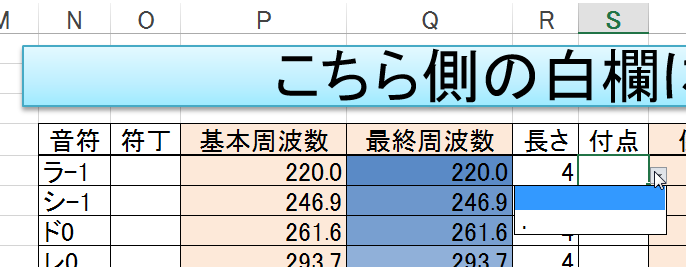 M N O P Q R S
こちら側の白欄は
音符 符丁 基本周波数 最終周波数 長さ 付点
ラ-1 220.0 220.0 4
シ-1 246.9 246.9
ド0 261.6 261.6 4
レ0 293.7 293.7 4
.